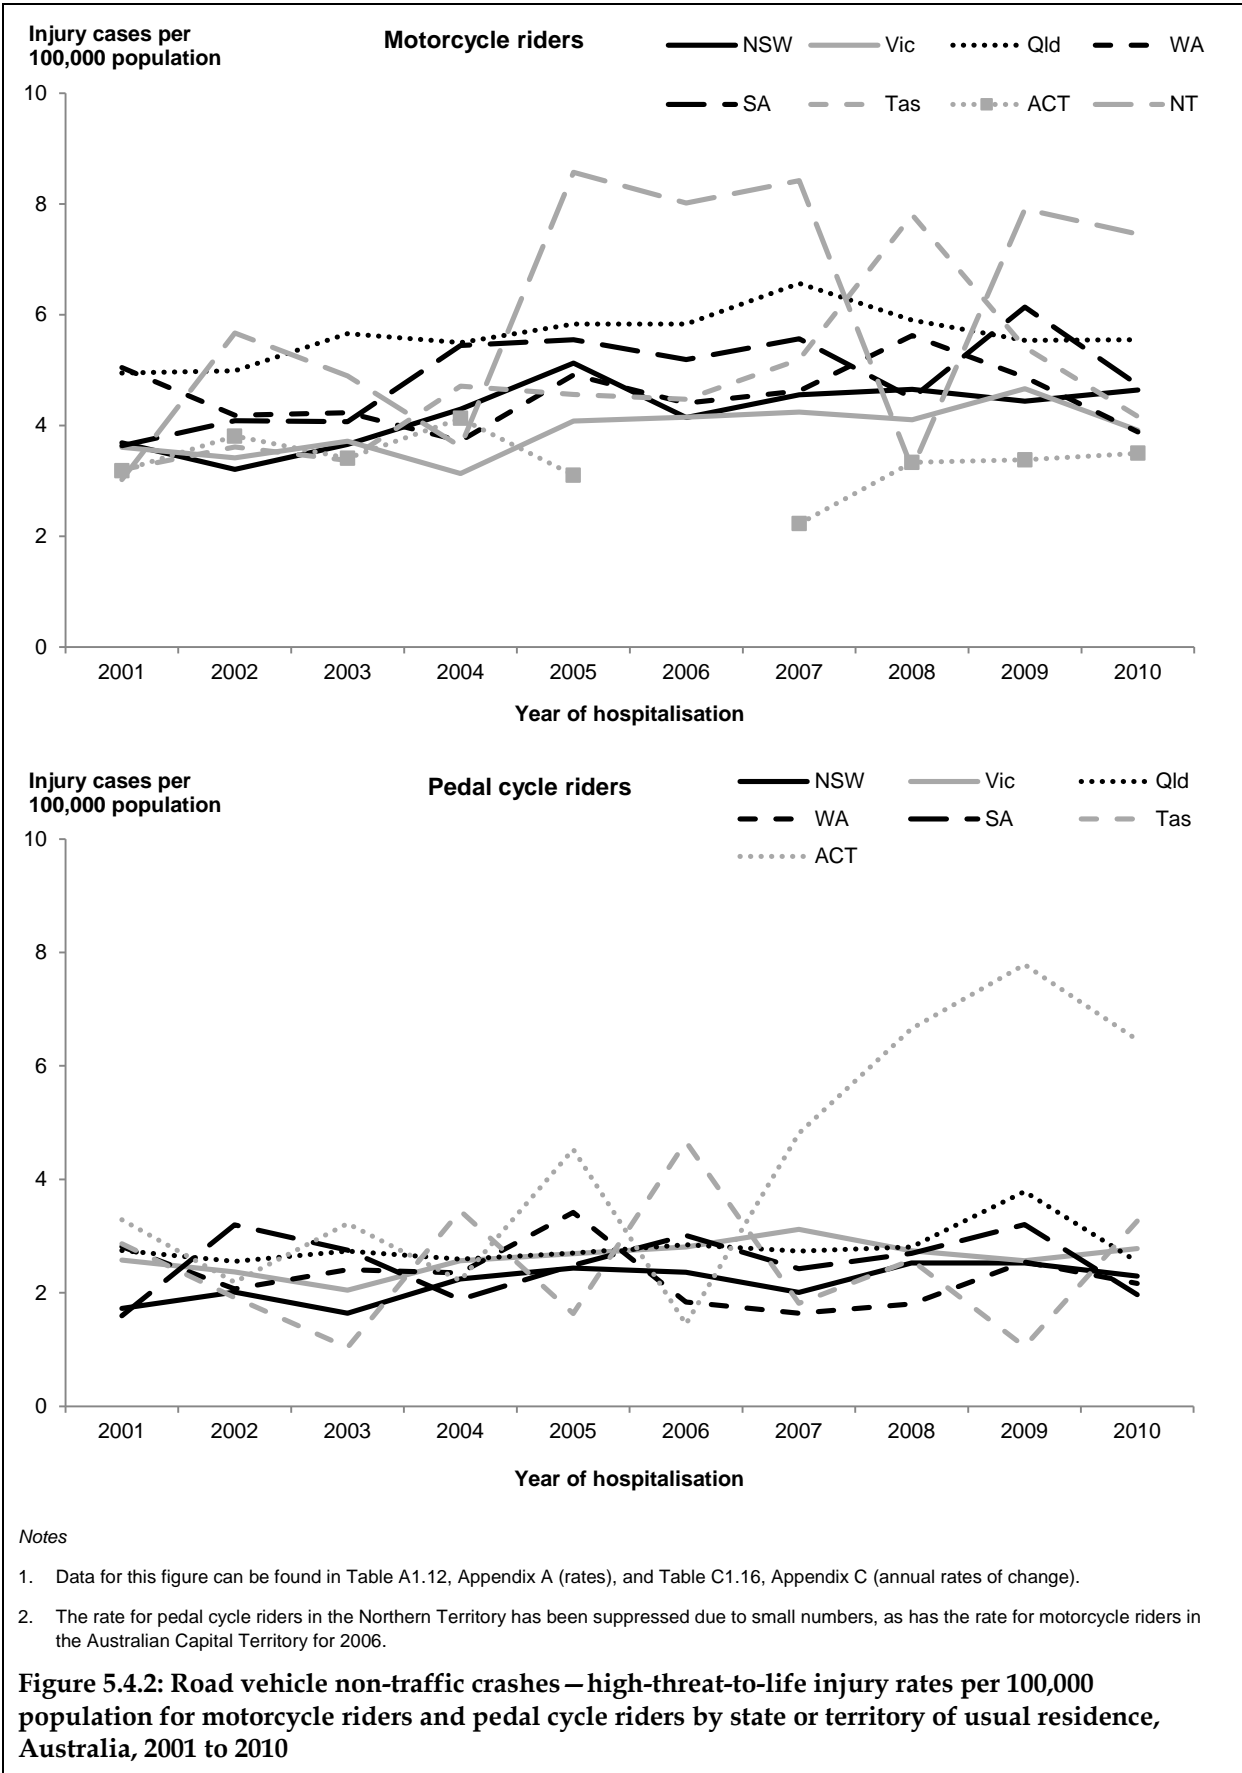 Injury cases per
100,000 population
Motorcycle riders
NSW Vic Qld WA
SA Tas ACT NT
10
8
6
4
2
0
2001 2002 2003 2004 2005 2006 2007 2008 2009 2010
Year of hospitalisation
Injury cases per
100,000 population
Pedal cycle riders
NSW Vic Qld
WA SA Tas
ACT
10
8
6
4
2
0
2001 2002 2003 2004 2005 2006 2007 2008 2009 2010
Year of hospitalisation
Notes
1. Data for this figure can be found in Table A1.12, Appendix A (rates), and Table C1.16, Appendix C (annual rates of change).
2. The rate for pedal cycle riders in the Northern Territory has been suppressed due to small numbers, as has the rate for motorcycle riders in
the Australian Capital Territory for 2006.
Figure 5.4.2: Road vehicle non-traffic crashes—high-threat-to-life injury rates per 100,000
population for motorcycle riders and pedal cycle riders by state or territory of usual residence,
Australia, 2001 to 2010